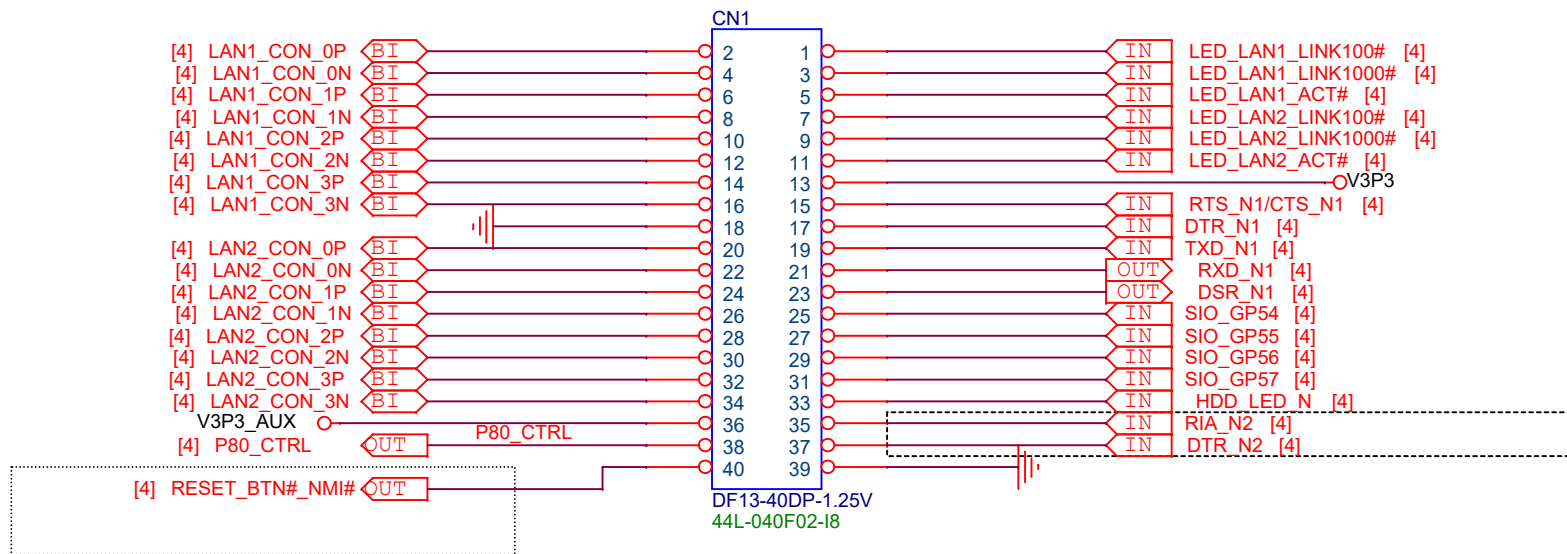 CN1
[4] LAN1_CON_0P BI 2 1 IN LED_LAN1_LINK100# [4]
[4] LAN1_CON_0N BI 4 3 IN LED_LAN1_LINK1000# [4]
[4] LAN1_CON_1P BI 6 5 IN LED_LAN1_ACT# [4]
[4] LAN1_CON_1N BI 8 7 IN LED_LAN2_LINK100# [4]
[4] LAN1_CON_2P BI 10 9 IN LED_LAN2_LINK1000# [4]
[4] LAN1_CON_2N BI 12 11 IN LED_LAN2_ACT# [4]
[4] LAN1_CON_3P BI 14 13 V3P3
[4] LAN1_CON_3N BI 16 15 IN RTS_N1/CTS_N1 [4]
18 17 IN DTR_N1 [4]
[4] LAN2_CON_0P BI 20 19 IN TXD_N1 [4]
[4] LAN2_CON_0N BI 22 21 OUT RXD_N1 [4]
[4] LAN2_CON_1P BI 24 23 OUT DSR_N1 [4]
[4] LAN2_CON_1N BI 26 25 IN SIO_GP54 [4]
[4] LAN2_CON_2P BI 28 27 IN SIO_GP55 [4]
[4] LAN2_CON_2N BI 30 29 IN SIO_GP56 [4]
[4] LAN2_CON_3P BI 32 31 IN SIO_GP57 [4]
[4] LAN2_CON_3N BI 34 33 IN HDD_LED_N [4]
V3P3_AUX 36 35 IN RIA_N2 [4]
[4] P80_CTRL OUT P80_CTRL 38 37 IN DTR_N2 [4]
40 39
[4] RESET_BTN#_NMI# OUT
DF13-40DP-1.25V
44L-040F02-I8